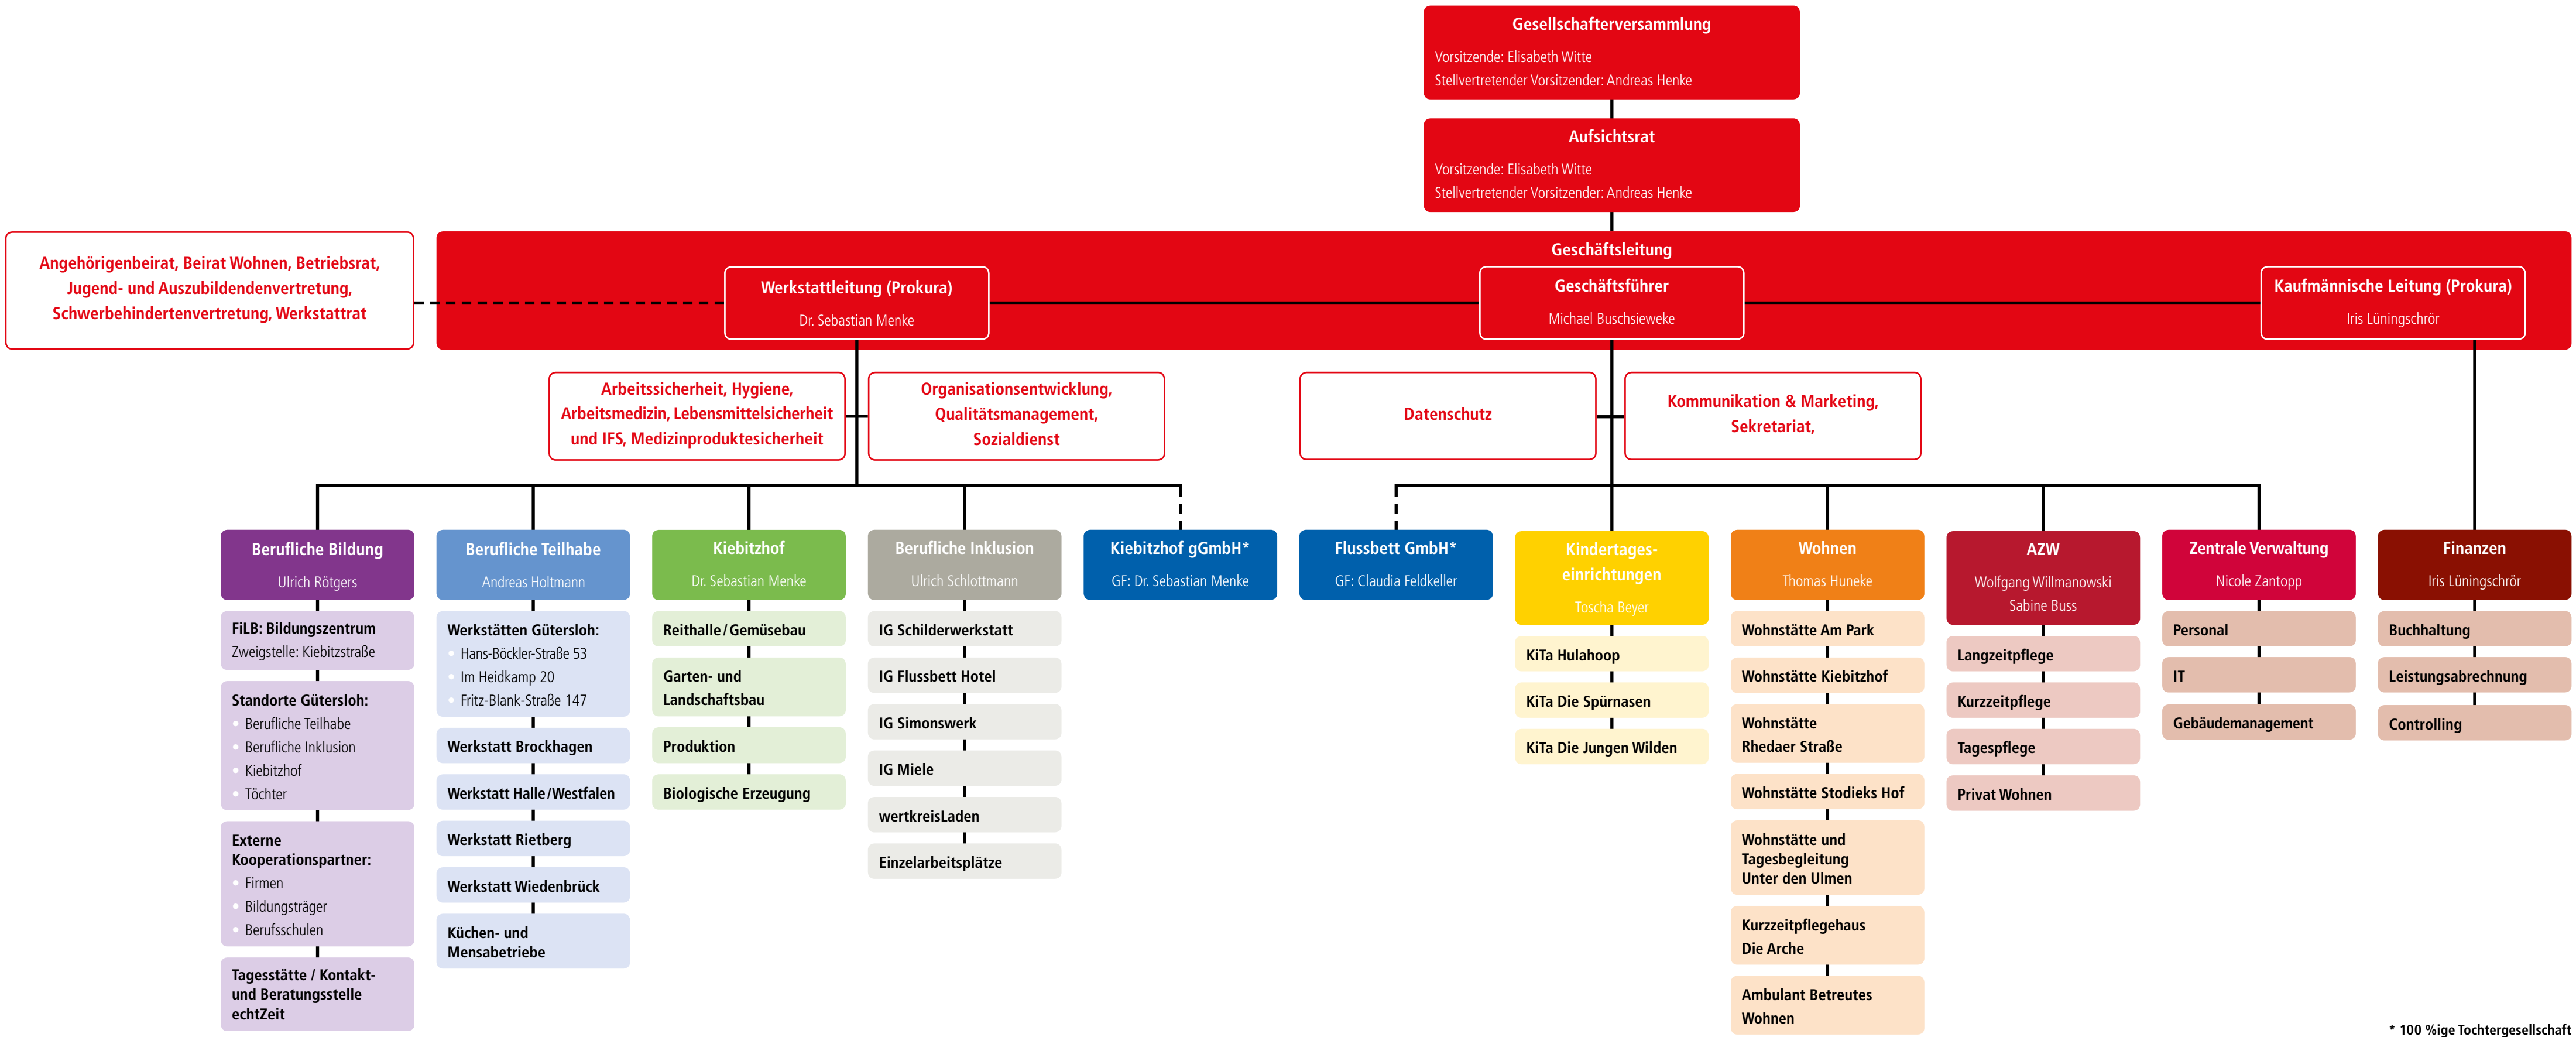 Gesellschafterversammlung
Vorsitzende: Elisabeth Witte
Stellvertretender Vorsitzender: Andreas Henke
Aufsichtsrat
Vorsitzende: Elisabeth Witte
Stellvertretender Vorsitzender: Andreas Henke
Angehörigenbeirat, Beirat Wohnen, Betriebsrat,
Jugend- und Auszubildendenvertretung,
Schwerbehindertenvertretung, Werkstattrat
Geschäftsleitung
Werkstattleitung (Prokura)
Dr. Sebastian Menke
Geschäftsführer
Michael Buschsieweke
Kaufmännische Leitung (Prokura)
Iris Lüningschrör
Arbeitssicherheit, Hygiene,
Arbeitsmedizin, Lebensmittelsicherheit
und IFS, Medizinproduktesicherheit
Organisationsentwicklung,
Qualitätsmanagement,
Sozialdienst
Datenschutz
Kommunikation & Marketing,
Sekretariat,
Berufliche Bildung
Ulrich Rötgers
FiLB: Bildungszentrum
Zweigstelle: Kiebitzstraße
Standorte Gütersloh:
• Berufliche Teilhabe
• Berufliche Inklusion
• Kiebitzhof
• Töchter
Externe
Kooperationspartner:
• Firmen
• Bildungsträger
• Berufsschulen
Tagesstätte / Kontakt-
und Beratungsstelle
echtZeit
Berufliche Teilhabe
Andreas Holtmann
Werkstätten Gütersloh:
• Hans-Böckler-Straße 53
• Im Heidkamp 20
• Fritz-Blank-Straße 147
Werkstatt Brockhagen
Werkstatt Halle/Westfalen
Werkstatt Rietberg
Werkstatt Wiedenbrück
Küchen- und
Mensabetriebe
Kiebitzhof
Dr. Sebastian Menke
Reithalle/Gemüsebau
Garten- und
Landschaftsbau
Produktion
Biologische Erzeugung
Berufliche Inklusion
Ulrich Schlottmann
IG Schilderwerkstatt
IG Flussbett Hotel
IG Simonswerk
IG Miele
wertkreisLaden
Einzelarbeitsplätze
Kiebitzhof gGmbH*
GF: Dr. Sebastian Menke
Flussbett GmbH*
GF: Claudia Feldkeller
Kindertages-
einrichtungen
Toscha Beyer
KiTa Hulahoop
KiTa Die Spürnasen
KiTa Die Jungen Wilden
Wohnen
Thomas Huneke
Wohnstätte Am Park
Wohnstätte Kiebitzhof
Wohnstätte
Rhedaer Straße
Wohnstätte Stodieks Hof
Wohnstätte und
Tagesbegleitung
Unter den Ulmen
Kurzzeitpflegehaus
Die Arche
Ambulant Betreutes
Wohnen
AZW
Wolfgang Willmanowski
Sabine Buss
Langzeitpflege
Kurzzeitpflege
Tagespflege
Privat Wohnen
Zentrale Verwaltung
Nicole Zantopp
Personal
IT
Gebäudemanagement
Finanzen
Iris Lüningschrör
Buchhaltung
Leistungsabrechnung
Controlling
* 100 %ige Tochtergesellschaft